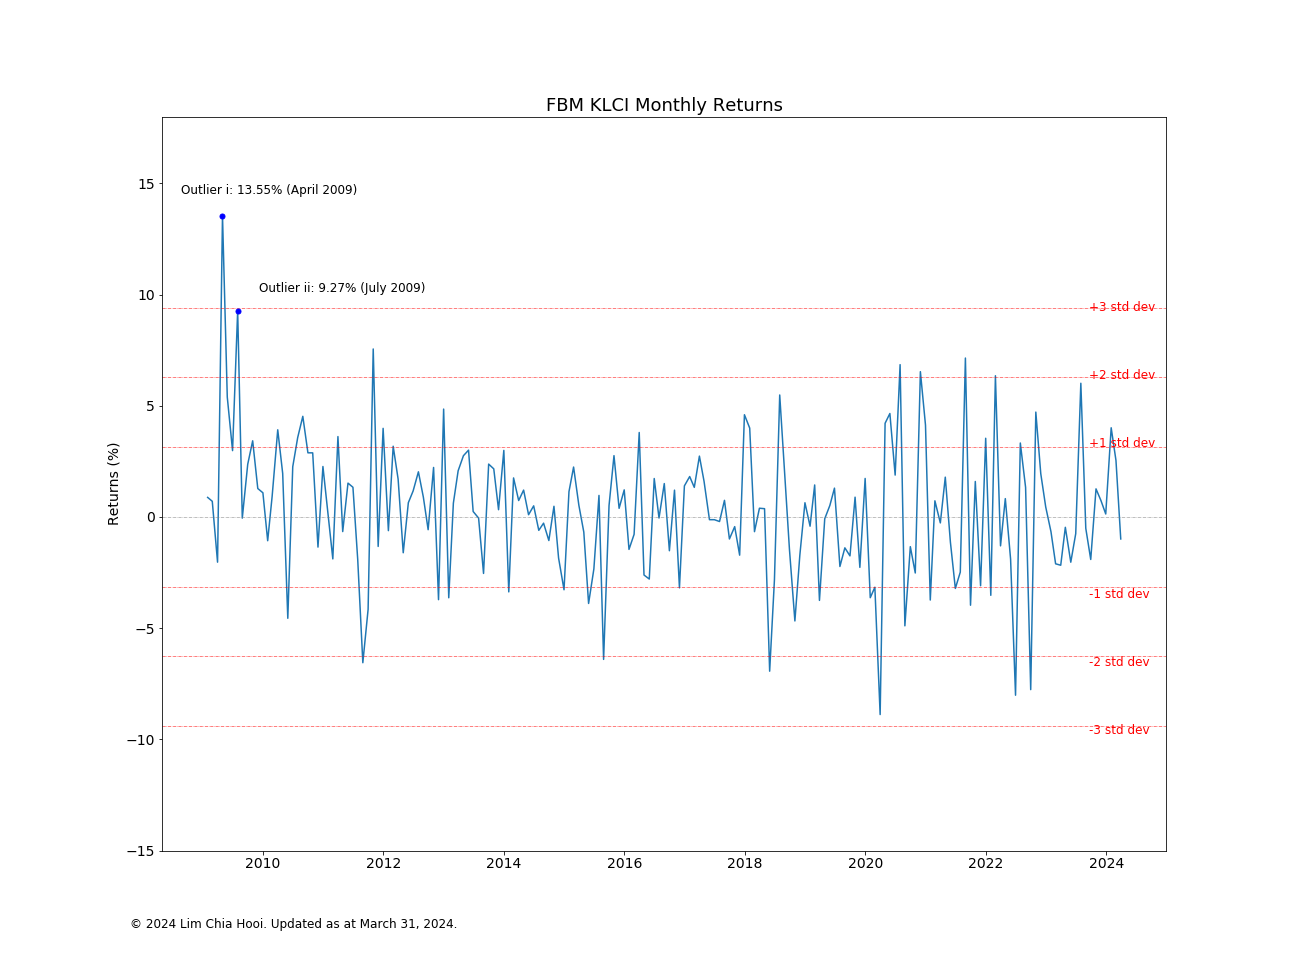 FBM KLCI Monthly Returns
Returns (%)
15
10
5
0
−5
−10
−15
Outlier i: 13.55% (April 2009)
Outlier ii: 9.27% (July 2009)
+3 std dev
+2 std dev
+1 std dev
-1 std dev
-2 std dev
-3 std dev
2010 2012 2014 2016 2018 2020 2022 2024
© 2024 Lim Chia Hooi. Updated as at March 31, 2024.